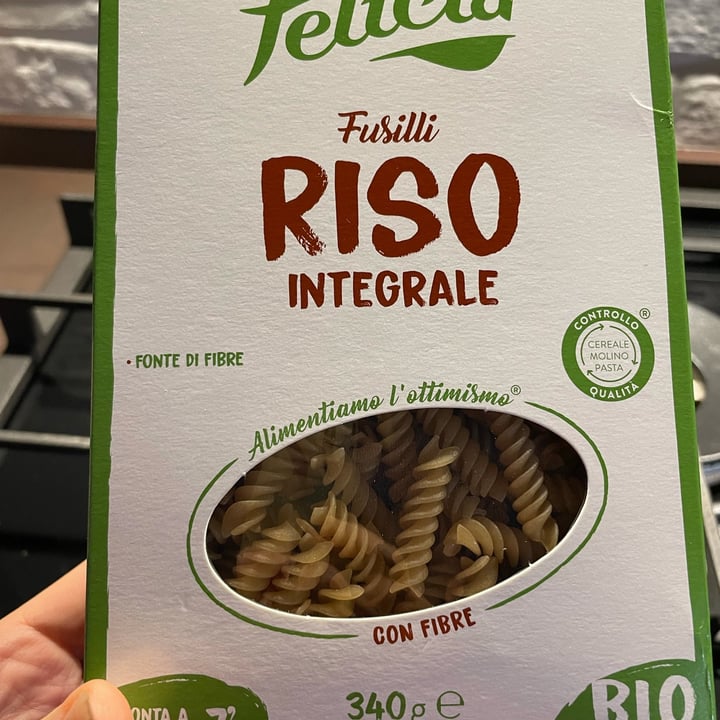 Felicia
Fusilli
RISO
INTEGRALE
• FONTE DI FIBRE
CONTROLLO
®
CEREALE
MOLINO
PASTA
QUALITÀ
Alimentiamo l'ottimismo®
CON FIBRE
340g ℮
BIO